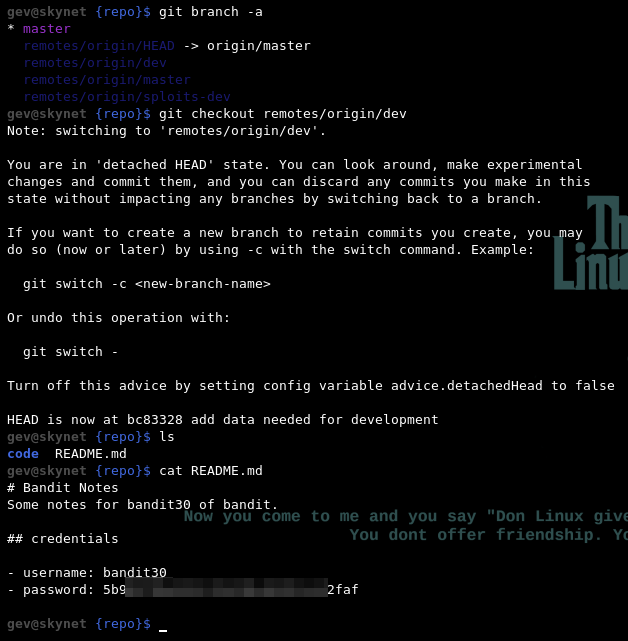 gev@skynet {repo}$ git branch -a
* master
  remotes/origin/HEAD -> origin/master
  remotes/origin/dev
  remotes/origin/master
  remotes/origin/sploits-dev
gev@skynet {repo}$ git checkout remotes/origin/dev
Note: switching to 'remotes/origin/dev'.

You are in 'detached HEAD' state. You can look around, make experimental
changes and commit them, and you can discard any commits you make in this
state without impacting any branches by switching back to a branch.

If you want to create a new branch to retain commits you create, you may
do so (now or later) by using -c with the switch command. Example:

  git switch -c <new-branch-name>

Or undo this operation with:

  git switch -

Turn off this advice by setting config variable advice.detachedHead to false

HEAD is now at bc83328 add data needed for development
gev@skynet {repo}$ ls
code  README.md
gev@skynet {repo}$ cat README.md
# Bandit Notes
Some notes for bandit30 of bandit.

## credentials

- username: bandit30
- password: 5b9 2faf

gev@skynet {repo}$ _
Th
Linu
Now you come to me and you say "Don Linux give
You dont offer friendship. Yo